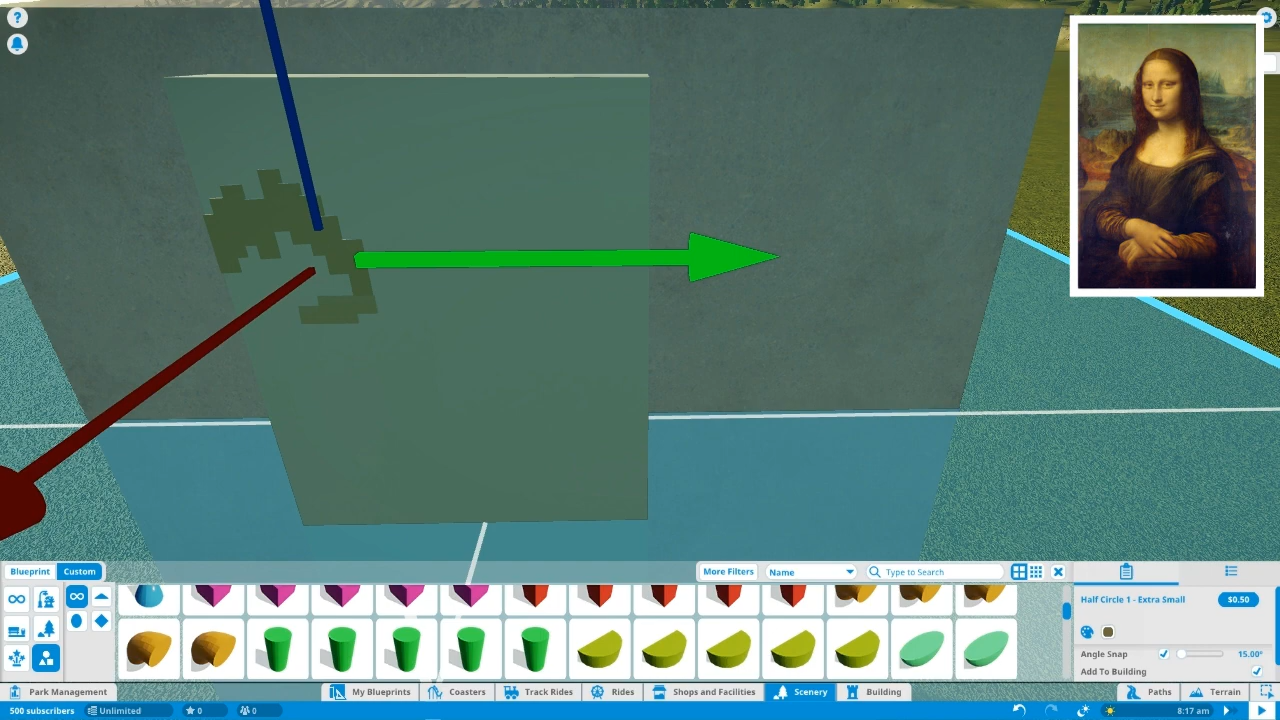 ?
Blueprint
Custom
More Filters
Name
Type to Search
Half Circle 1 - Extra Small
$0.50
Angle Snap
15.00°
Add To Building
Park Management
My Blueprints
Coasters
Track Rides
Rides
Shops and Facilities
Scenery
Building
Paths
Terrain
500 subscribers
Unlimited
0
0
8:17 am